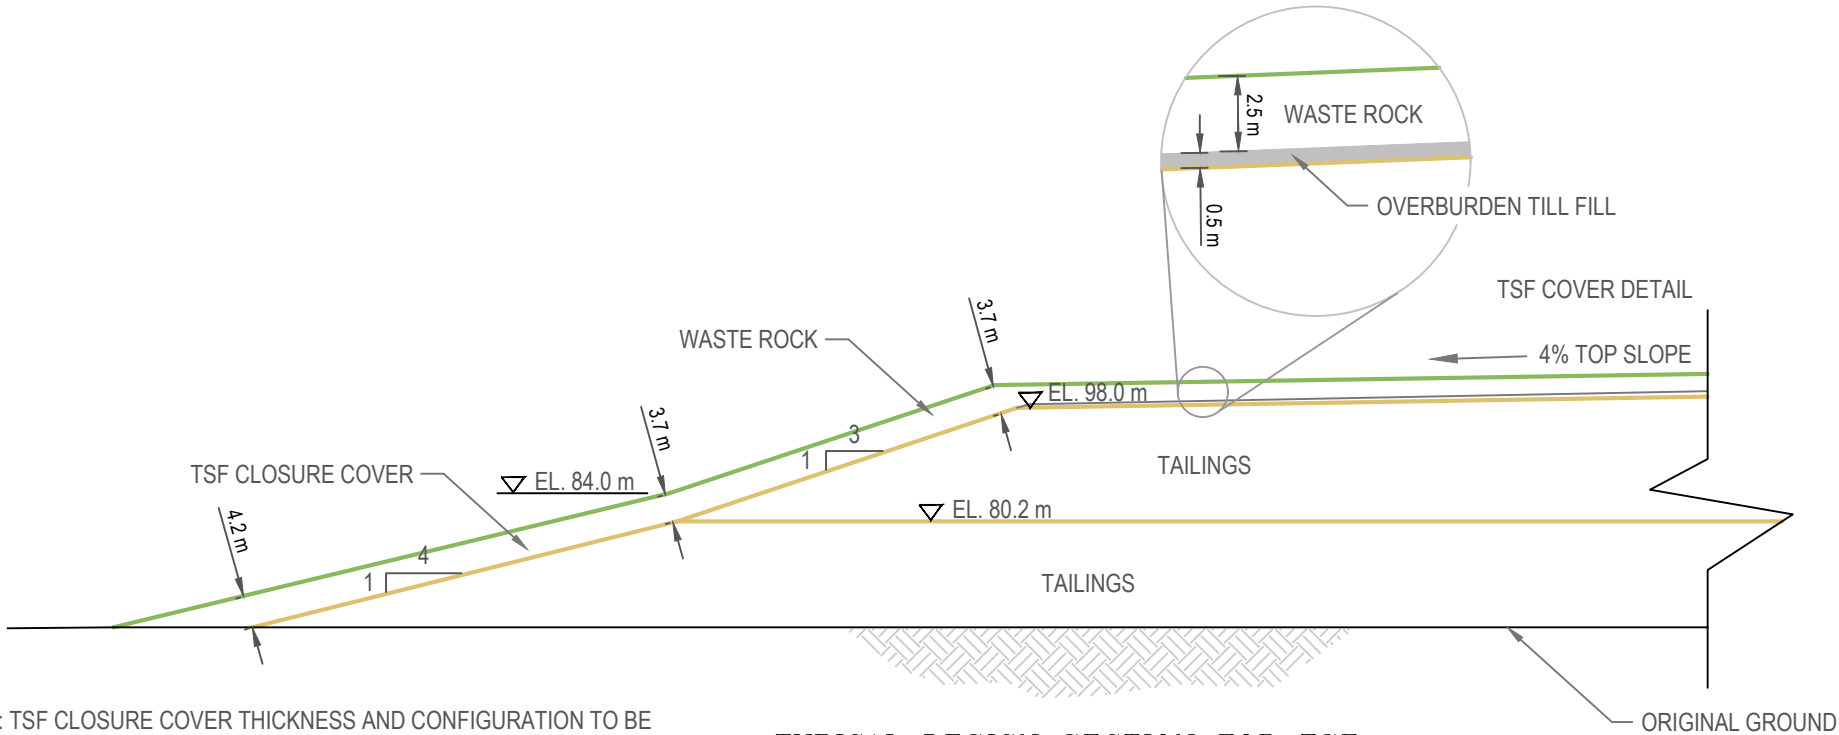 2.5 m
WASTE ROCK
0.5 m
OVERBURDEN TILL FILL
TSF COVER DETAIL
3.7 m
WASTE ROCK
4% TOP SLOPE
EL. 98.0 m
3.7 m
3
1
TSF CLOSURE COVER
EL. 84.0 m
TAILINGS
4.2 m
EL. 80.2 m
4
1
TAILINGS
: TSF CLOSURE COVER THICKNESS AND CONFIGURATION TO BE
ORIGINAL GROUND